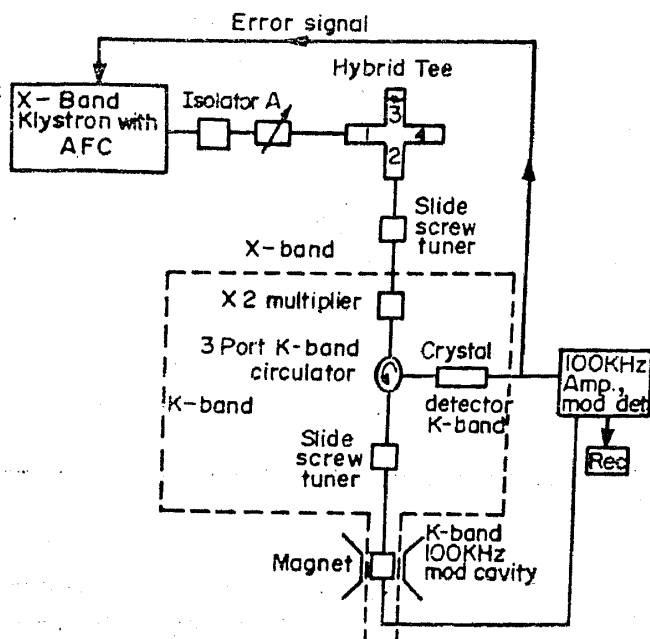 Error signal
Hybrid Tee
X-Band
Klystron with
AFC
Isolator A
3
1
4
2
Slide
screw
tuner
X-band
X2 multiplier
3 Port K-band
circulator
Crystal
detector
K-band
100KHz
Amp.,
mod det
K-band
Rec
Slide
screw
tuner
Magnet
K-band
100KHz
mod cavity